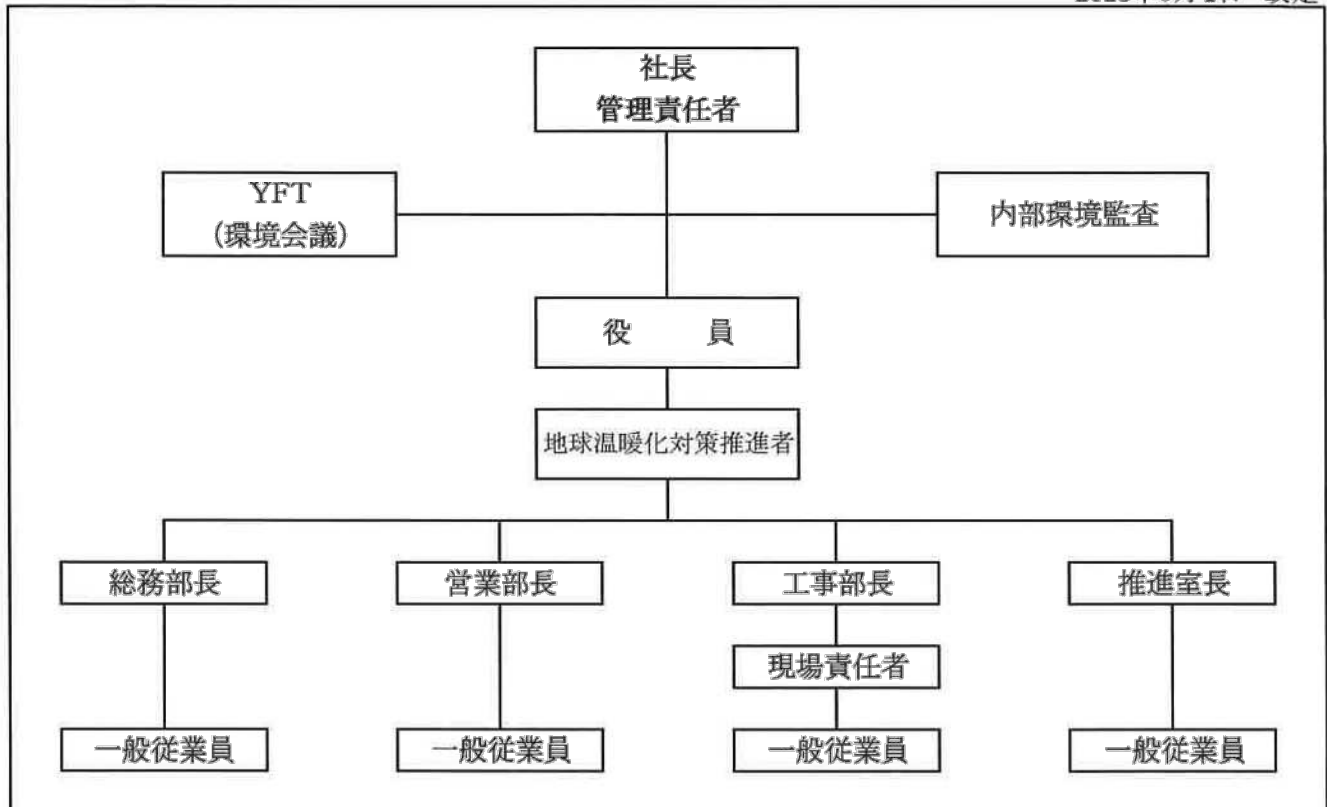 社長
管理責任者
YFT
(環境会議)
内部環境監査
役 員
地球温暖化対策推進者
総務部長
営業部長
工事部長
推進室長
現場責任者
一般従業員
一般従業員
一般従業員
一般従業員